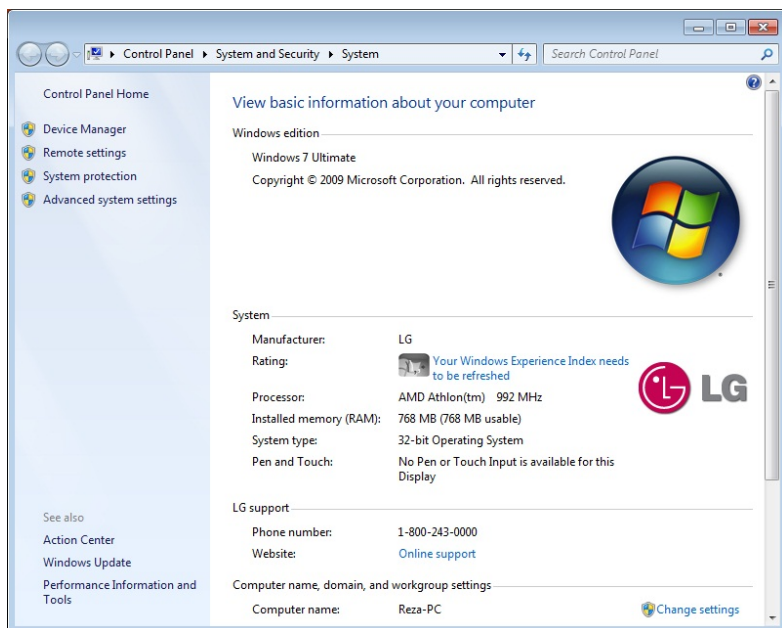 Control Panel System and Security System
Search Control Panel
Control Panel Home
Device Manager
Remote settings
System protection
Advanced system settings
See also
Action Center
Windows Update
Performance Information and
Tools
View basic information about your computer
Windows edition
Windows 7 Ultimate
Copyright © 2009 Microsoft Corporation. All rights reserved.
System
Manufacturer: LG
Rating: Your Windows Experience Index needs
to be refreshed
Processor: AMD Athlon(tm) 992 MHz
Installed memory (RAM): 768 MB (768 MB usable)
System type: 32-bit Operating System
Pen and Touch: No Pen or Touch Input is available for this
Display
LG
LG support
Phone number: 1-800-243-0000
Website: Online support
Computer name, domain, and workgroup settings
Computer name: Reza-PC Change settings